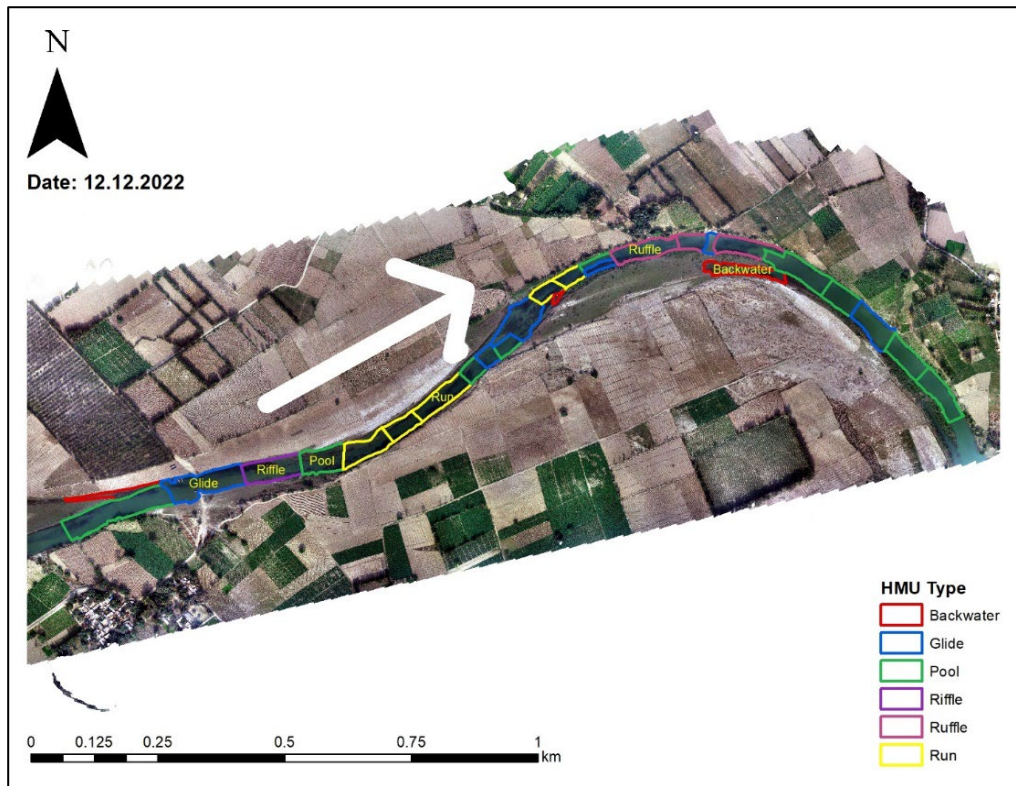 N
Date: 12.12.2022
Ruffle
Backwater
Run
Pool
Riffle
Glide
HMU Type
Backwater
Glide
Pool
Riffle
Ruffle
Run
0 0.125 0.25 0.5 0.75 1
km